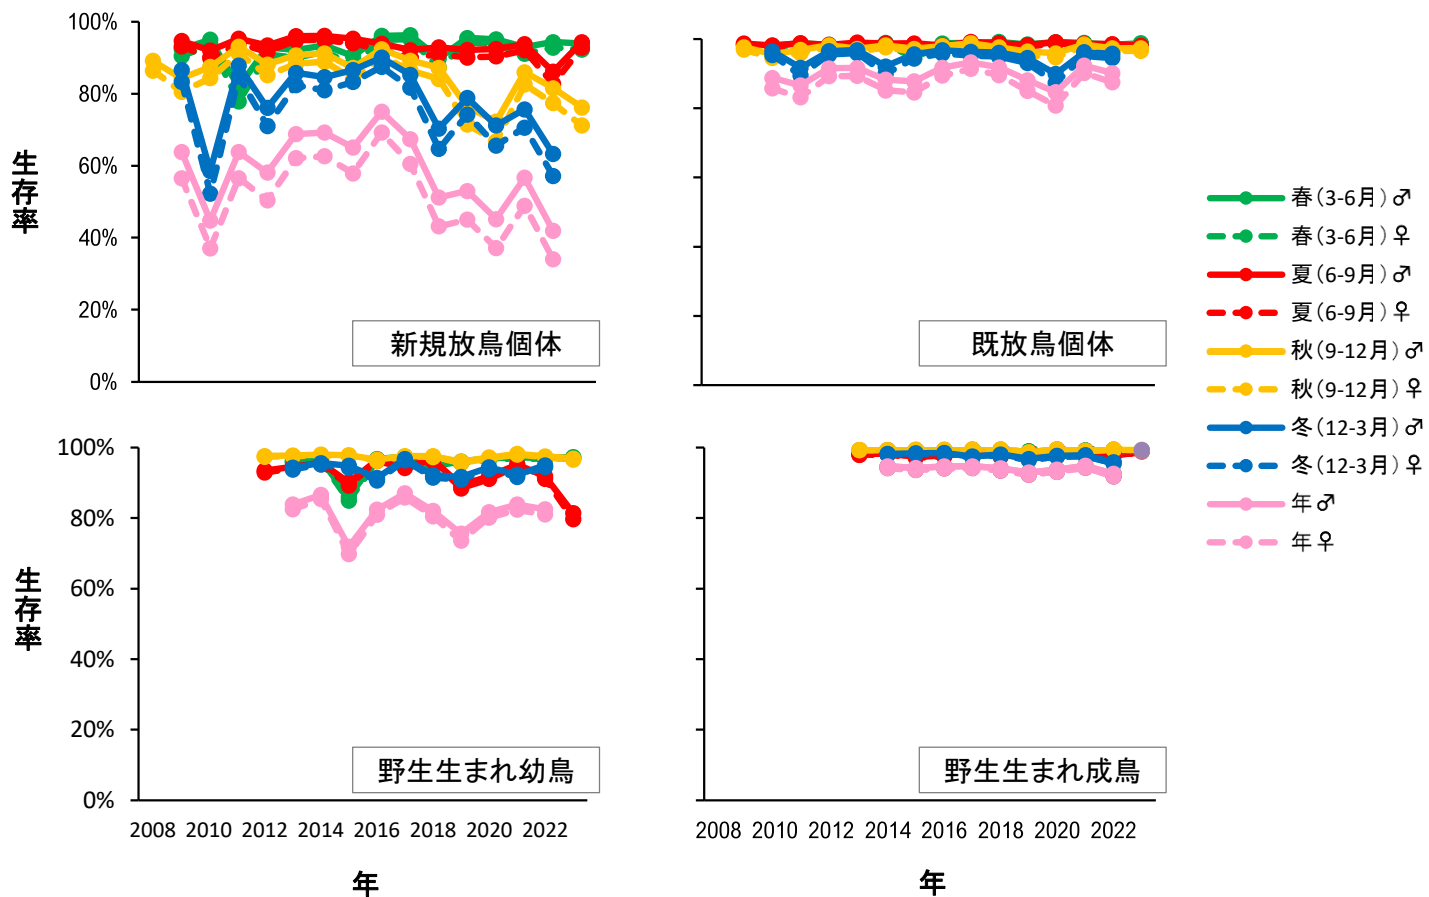 100%
80%
60%
40%
20%
0%
生存率
新規放鳥個体
既放鳥個体
春(3-6月)♂
春(3-6月)♀
夏(6-9月)♂
夏(6-9月)♀
秋(9-12月)♂
秋(9-12月)♀
冬(12-3月)♂
冬(12-3月)♀
年♂
年♀
100%
80%
60%
40%
20%
0%
生存率
野生生まれ幼鳥
野生生まれ成鳥
2008 2010 2012 2014 2016 2018 2020 2022
2008 2010 2012 2014 2016 2018 2020 2022
年
年